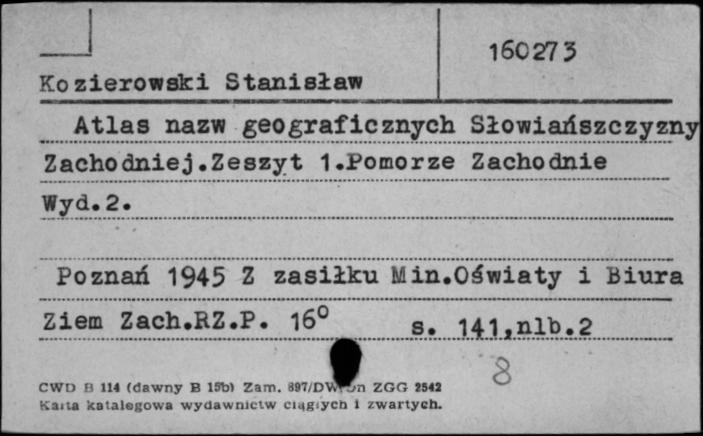 160273
Kozierowski Stanisław
Atlas nazw geograficznych Słowiańszczyzny
Zachodniej.Zeszyt 1.Pomorze Zachodnie
Wyd.2.
Poznań 1945 Z zasiłku Min.Oświaty i Biura
Ziem Zach.RZ.P. 16° s. 141,nlb.2
8
CWD B 114 (dawny B 15b) Zam. 897/DW ZGG 2542
Karta katalogowa wydawnictw ciągłych i zwartych.